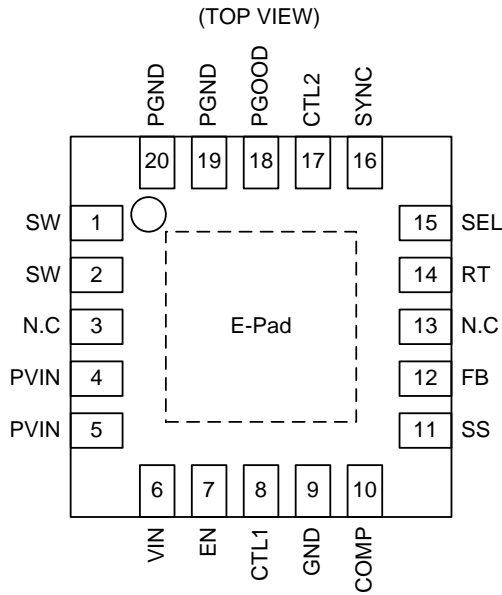 (TOP VIEW)
PGND PGND PGOOD CTL2 SYNC
20 19 18 17 16
SW 1 15 SEL
SW 2 14 RT
N.C 3 E-Pad 13 N.C
PVIN 4 12 FB
PVIN 5 11 SS
6 7 8 9 10
VIN EN CTL1 GND COMP